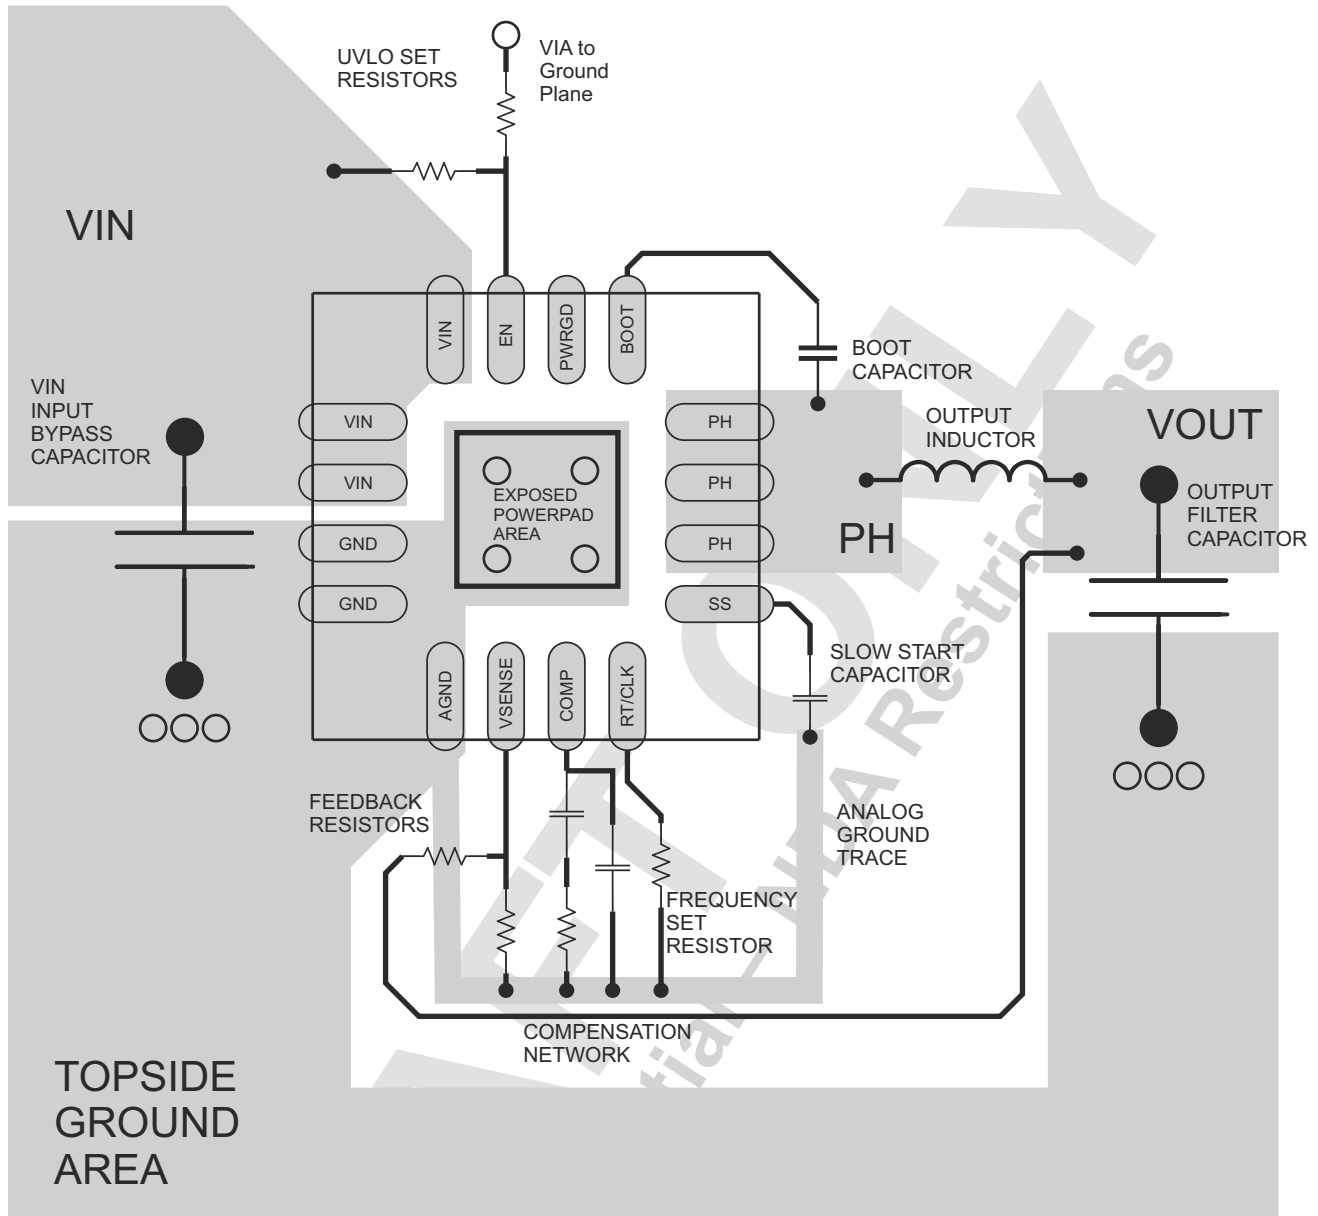 UVLO SET
RESISTORS
VIA to
Ground
Plane
VIN
VIN
EN
PWRGD
BOOT
BOOT
CAPACITOR
VIN
INPUT
BYPASS
CAPACITOR
VIN
VIN
GND
GND
EXPOSED
POWERPAD
AREA
PH
PH
PH
SS
PH
OUTPUT
INDUCTOR
VOUT
OUTPUT
FILTER
CAPACITOR
SLOW START
CAPACITOR
AGND
VSENSE
COMP
RT/CLK
FEEDBACK
RESISTORS
ANALOG
GROUND
TRACE
FREQUENCY
SET
RESISTOR
COMPENSATION
NETWORK
TOPSIDE
GROUND
AREA
ONLY
NDA Restrictions